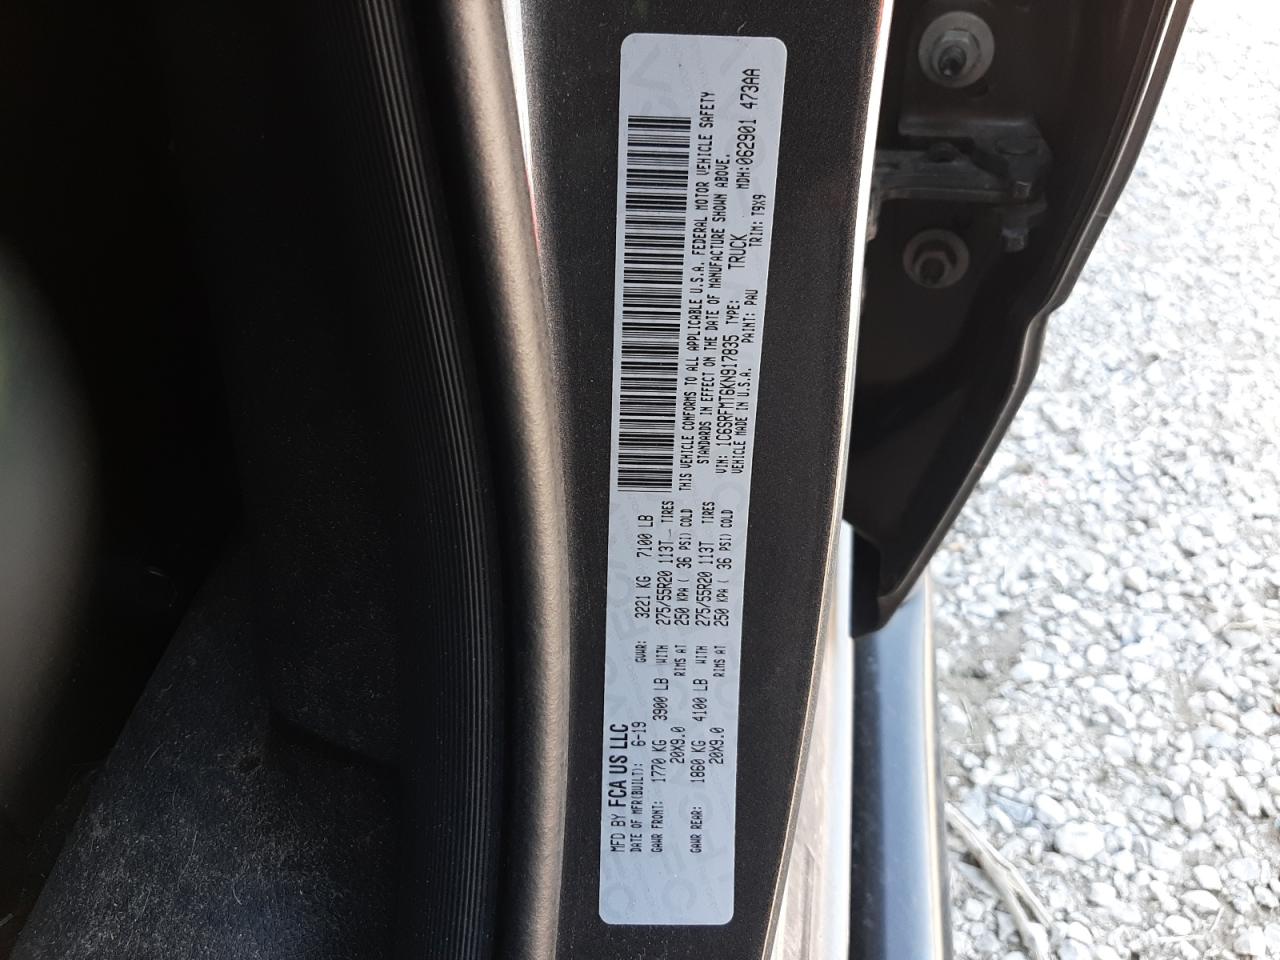 MFD BY FCA US LLC
DATE OF MFR(BUILT): 6-19 GVWR: 3221 KG 7100 LB
GAWR FRONT: 1770 KG 3900 LB WITH 275/55R20 113T TIRES
20X9.0 RIMS AT 250 KPA ( 36 PSI) COLD
GAWR REAR: 1860 KG 4100 LB WITH 275/55R20 113T TIRES
20X9.0 RIMS AT 250 KPA ( 36 PSI) COLD
THIS VEHICLE CONFORMS TO ALL APPLICABLE U.S.A. FEDERAL MOTOR VEHICLE SAFETY
STANDARDS IN EFFECT ON THE DATE OF MANUFACTURE SHOWN ABOVE.
VIN: 1C6SRFMT6KN917835 TYPE: TRUCK MDH:062901 473AA
VEHICLE MADE IN U.S.A. PAINT: PAU TRIM: T9X9